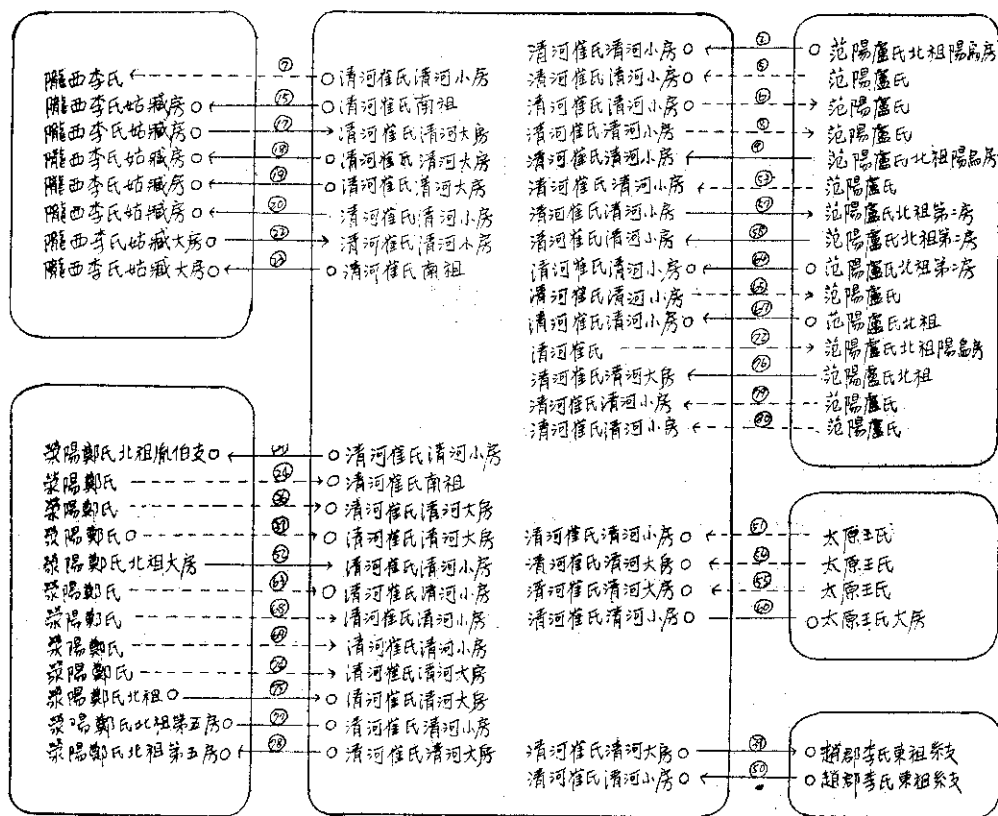 隴西李氏 ⑦ 清河崔氏清河小房
隴西李氏姑臧房 ⑮ 清河崔氏南祖
隴西李氏姑臧房 ⑰ 清河崔氏清河大房
隴西李氏姑臧房 ⑱ 清河崔氏清河大房
隴西李氏姑臧房 ⑲ 清河崔氏清河大房
隴西李氏姑臧房 ⑳ 清河崔氏清河小房
隴西李氏姑臧大房 清河崔氏清河小房
隴西李氏姑臧大房 清河崔氏南祖
滎陽鄭氏北祖胤伯支 清河崔氏清河小房
滎陽鄭氏 清河崔氏南祖
滎陽鄭氏 清河崔氏清河大房
滎陽鄭氏 清河崔氏清河大房
滎陽鄭氏北祖大房 清河崔氏清河小房
滎陽鄭氏 清河崔氏清河小房
滎陽鄭氏 清河崔氏清河小房
滎陽鄭氏 清河崔氏清河小房
滎陽鄭氏 清河崔氏清河大房
滎陽鄭氏北祖 清河崔氏清河大房
滎陽鄭氏北祖第五房 清河崔氏清河小房
滎陽鄭氏北祖第五房 清河崔氏清河大房
清河崔氏清河小房 范陽盧氏北祖陽烏房
清河崔氏清河小房 范陽盧氏
清河崔氏清河小房 ⑥ 范陽盧氏
清河崔氏清河小房 范陽盧氏
清河崔氏清河小房 范陽盧氏北祖陽烏房
清河崔氏清河小房 范陽盧氏
清河崔氏清河小房 范陽盧氏北祖第二房
清河崔氏清河小房 范陽盧氏北祖第二房
清河崔氏清河小房 范陽盧氏北祖第二房
清河崔氏清河小房 范陽盧氏
清河崔氏清河小房 范陽盧氏北祖
清河崔氏 范陽盧氏北祖陽烏房
清河崔氏清河大房 范陽盧氏北祖
清河崔氏清河小房 范陽盧氏
清河崔氏清河小房 范陽盧氏
清河崔氏清河小房 太原王氏
清河崔氏清河大房 太原王氏
清河崔氏清河大房 太原王氏
清河崔氏清河小房 太原王氏大房
清河崔氏清河大房 趙郡李氏東祖系支
清河崔氏清河小房 ㊿ 趙郡李氏東祖系支